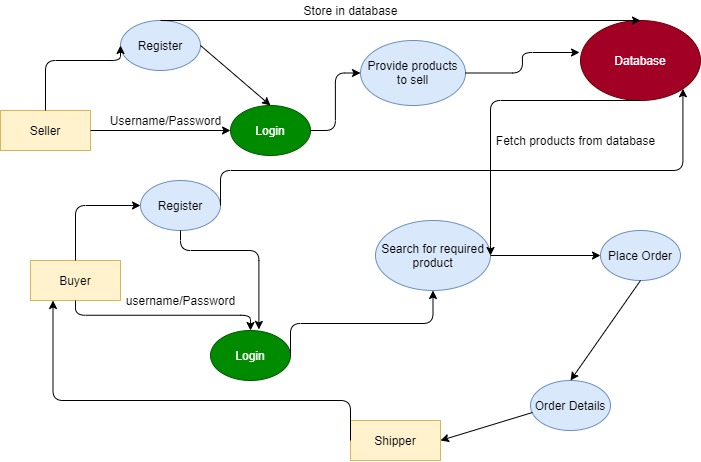 Store in database
Register
Provide products
to sell
Database
Username/Password
Seller
Login
Fetch products from database
Register
Search for required
product
Place Order
Buyer
username/Password
Login
Order Details
Shipper